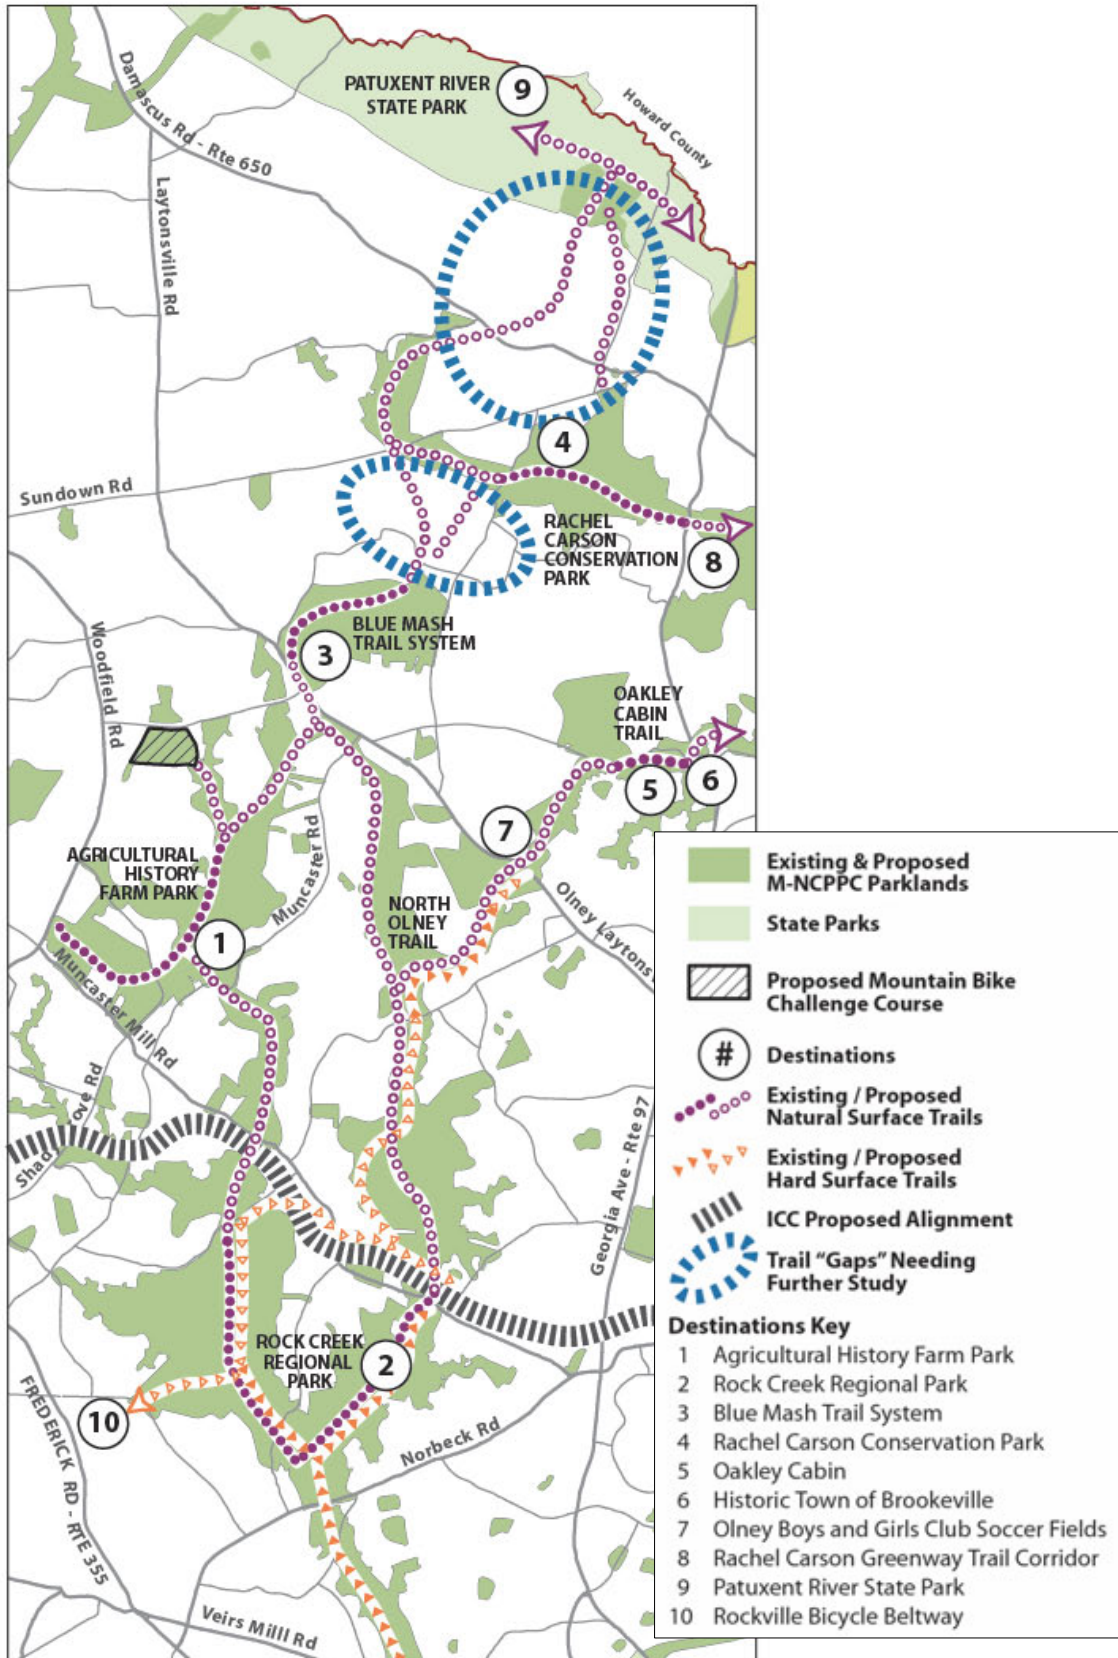 PATUXENT RIVER
STATE PARK
9
Howard County
Damascus Rd - Rte 650
Laytonsville Rd
4
Sundown Rd
RACHEL
CARSON
CONSERVATION
PARK
8
BLUE MASH
TRAIL SYSTEM
3
Woodfield Rd
OAKLEY
CABIN
TRAIL
5
6
7
AGRICULTURAL
HISTORY
FARM PARK
Muncaster Rd
NORTH
OLNEY
TRAIL
Olney Laytons
1
Muncaster Mill Rd
Shad
ove Rd
Georgia Ave - Rte 97
ROCK CREEK
REGIONAL
PARK
2
10
FREDERICK RD - RTE 355
Norbeck Rd
Veirs Milll Rd
Existing & Proposed
M-NCPPC Parklands
State Parks
Proposed Mountain Bike
Challenge Course
# Destinations
Existing / Proposed
Natural Surface Trails
Existing / Proposed
Hard Surface Trails
ICC Proposed Alignment
Trail “Gaps” Needing
Further Study
Destinations Key
1 Agricultural History Farm Park
2 Rock Creek Regional Park
3 Blue Mash Trail System
4 Rachel Carson Conservation Park
5 Oakley Cabin
6 Historic Town of Brookeville
7 Olney Boys and Girls Club Soccer Fields
8 Rachel Carson Greenway Trail Corridor
9 Patuxent River State Park
10 Rockville Bicycle Beltway